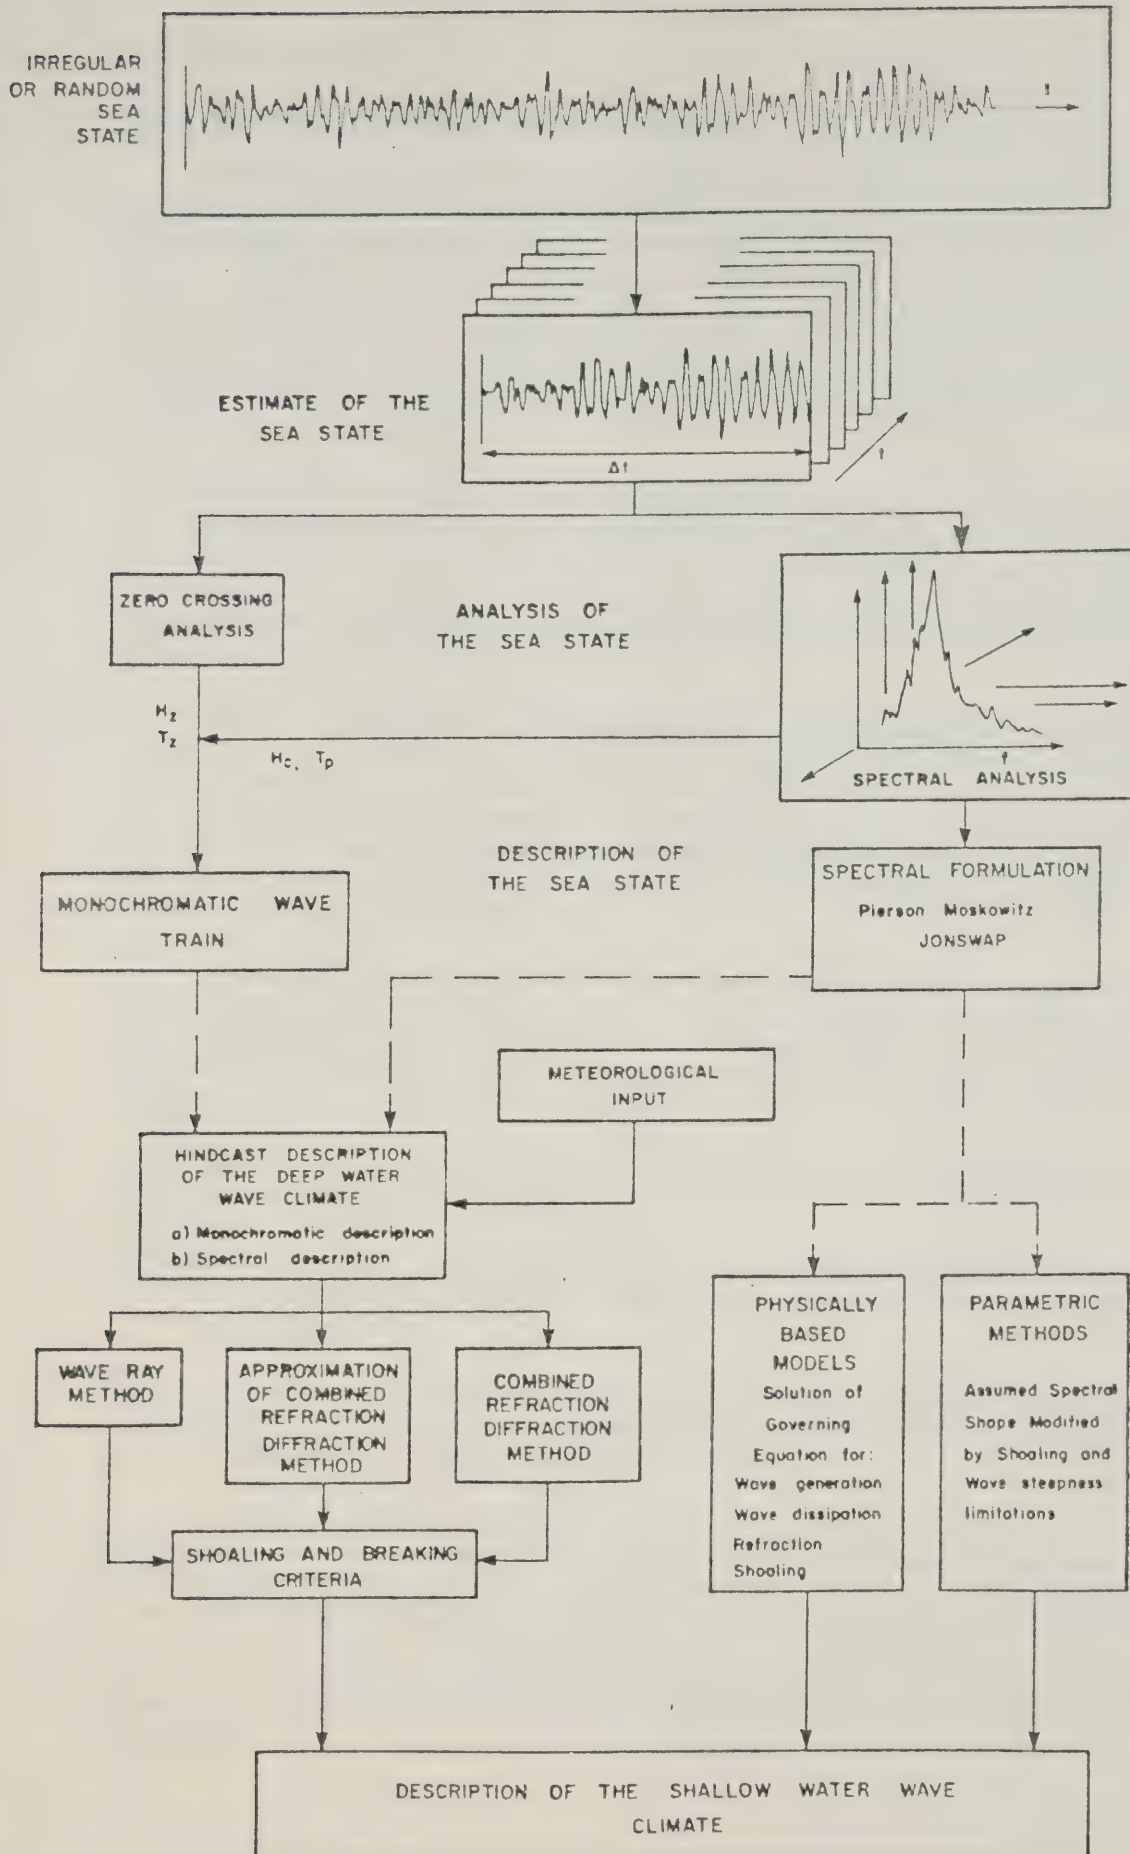 IRREGULAR
OR RANDOM
SEA
STATE
t
ESTIMATE OF THE
SEA STATE
Δt
t
ZERO CROSSING
ANALYSIS
ANALYSIS OF
THE SEA STATE
Hz
Tz
Hc, Tp
f
SPECTRAL ANALYSIS
DESCRIPTION OF
THE SEA STATE
SPECTRAL FORMULATION
Pierson Moskowitz
JONSWAP
MONOCHROMATIC WAVE
TRAIN
METEOROLOGICAL
INPUT
HINDCAST DESCRIPTION
OF THE DEEP WATER
WAVE CLIMATE
a) Monochromatic description
b) Spectral description
WAVE RAY
METHOD
APPROXIMATION
OF COMBINED
REFRACTION
DIFFRACTION
METHOD
COMBINED
REFRACTION
DIFFRACTION
METHOD
PHYSICALLY
BASED
MODELS
Solution of
Governing
Equation for:
Wave generation
Wave dissipation
Refraction
Shoaling
PARAMETRIC
METHODS
Assumed Spectral
Shape Modified
by Shoaling and
Wave steepness
limitations
SHOALING AND BREAKING
CRITERIA
DESCRIPTION OF THE SHALLOW WATER WAVE
CLIMATE